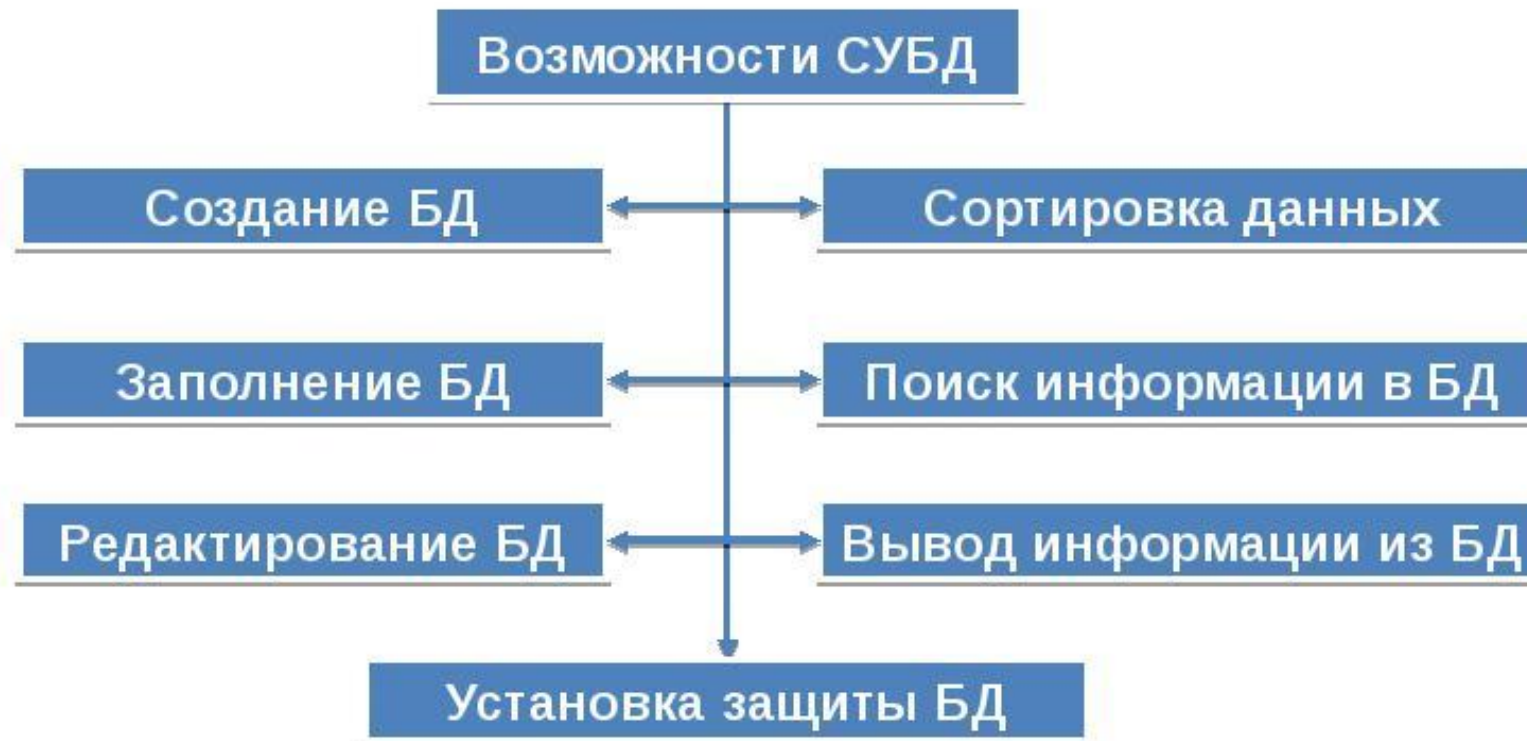 Возможности СУБД
Создание БД
Сортировка данных
Заполнение БД
Поиск информации в БД
Редактирование БД
Вывод информации из БД
Установка защиты БД